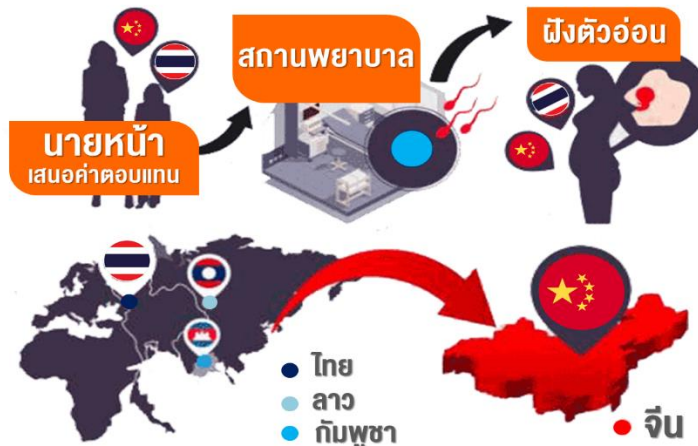 นายหน้า
เสนอค่าตอบแทน
สถานพยาบาล
ฝังตัวอ่อน
ไทย
ลาว
กัมพูชา
จีน